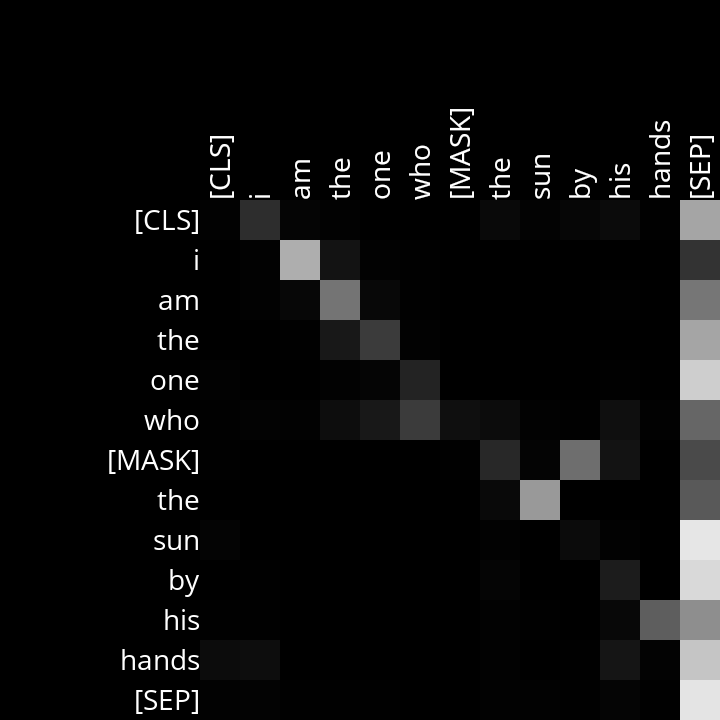 [CLS] i am the one who [MASK] the sun by his hands [SEP]
[CLS]
i
am
the
one
who
[MASK]
the
sun
by
his
hands
[SEP]